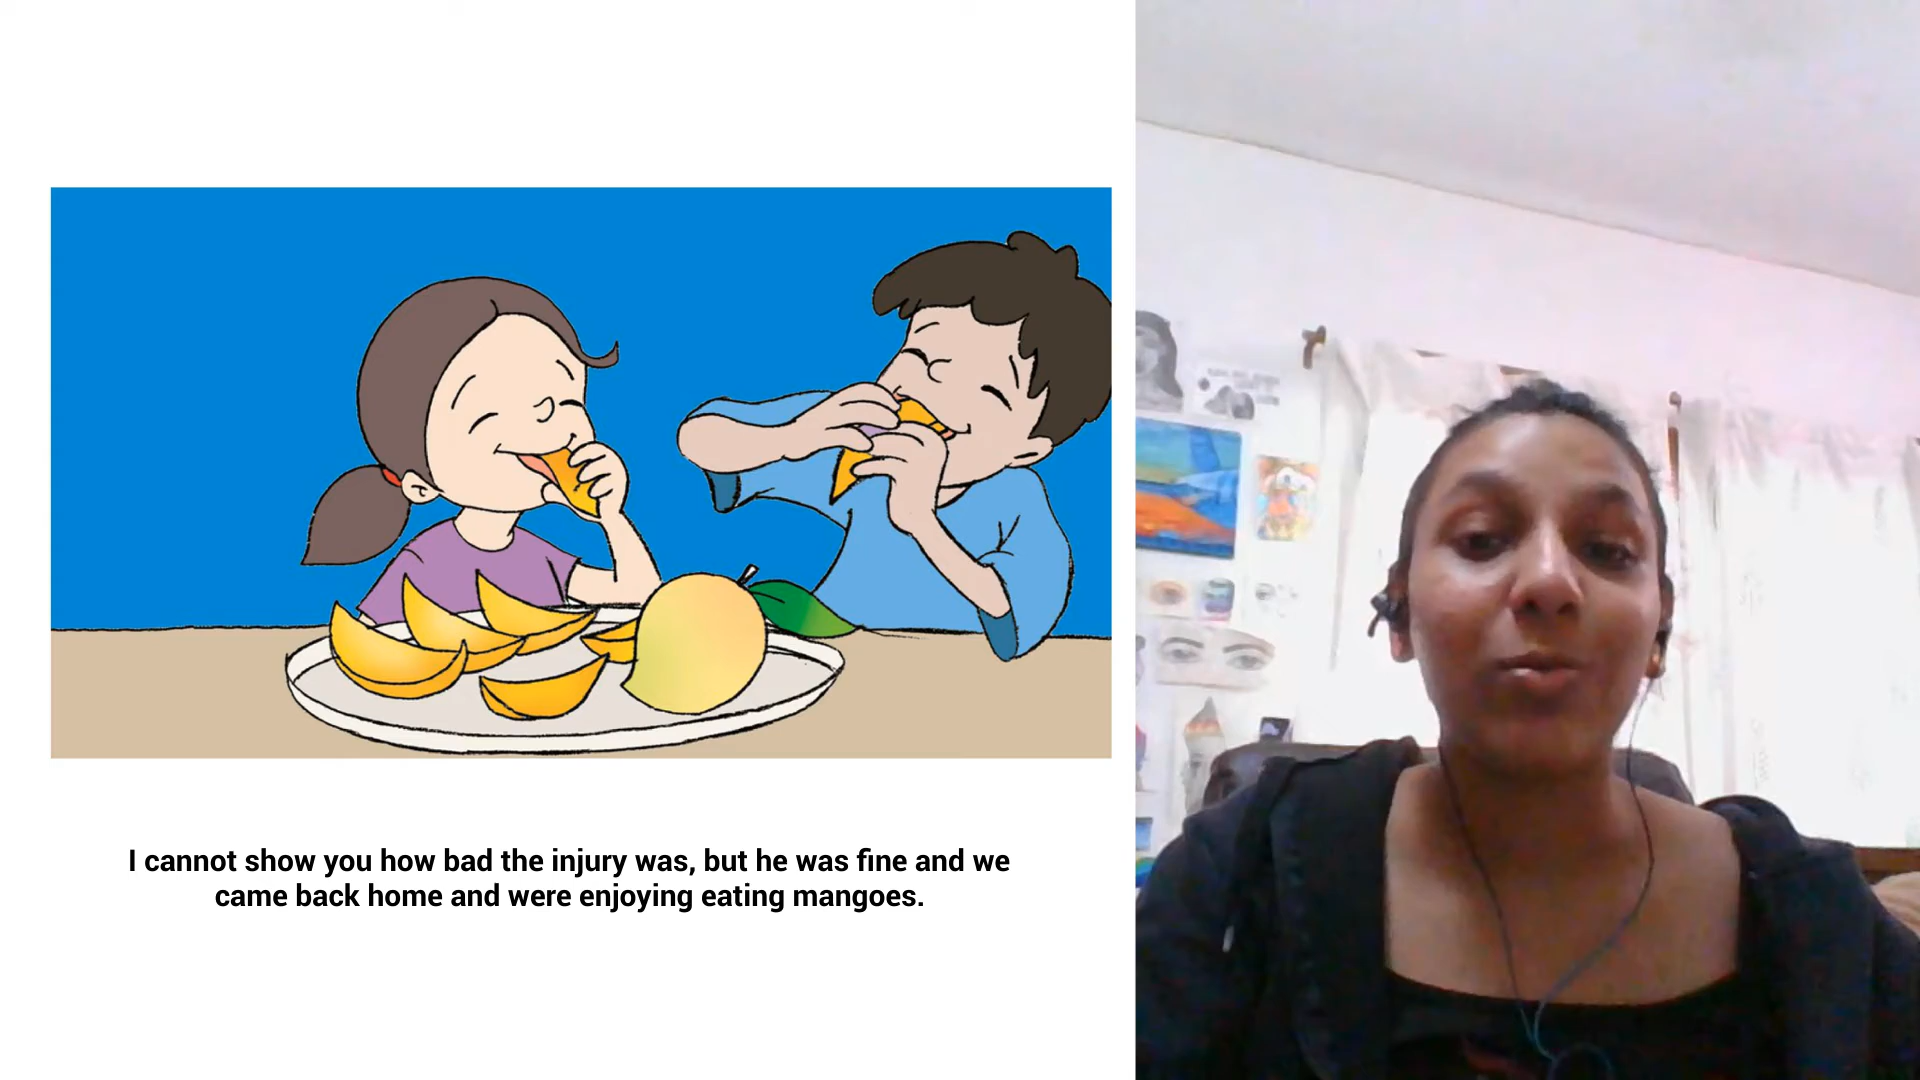 I cannot show you how bad the injury was, but he was fine and we
came back home and were enjoying eating mangoes.